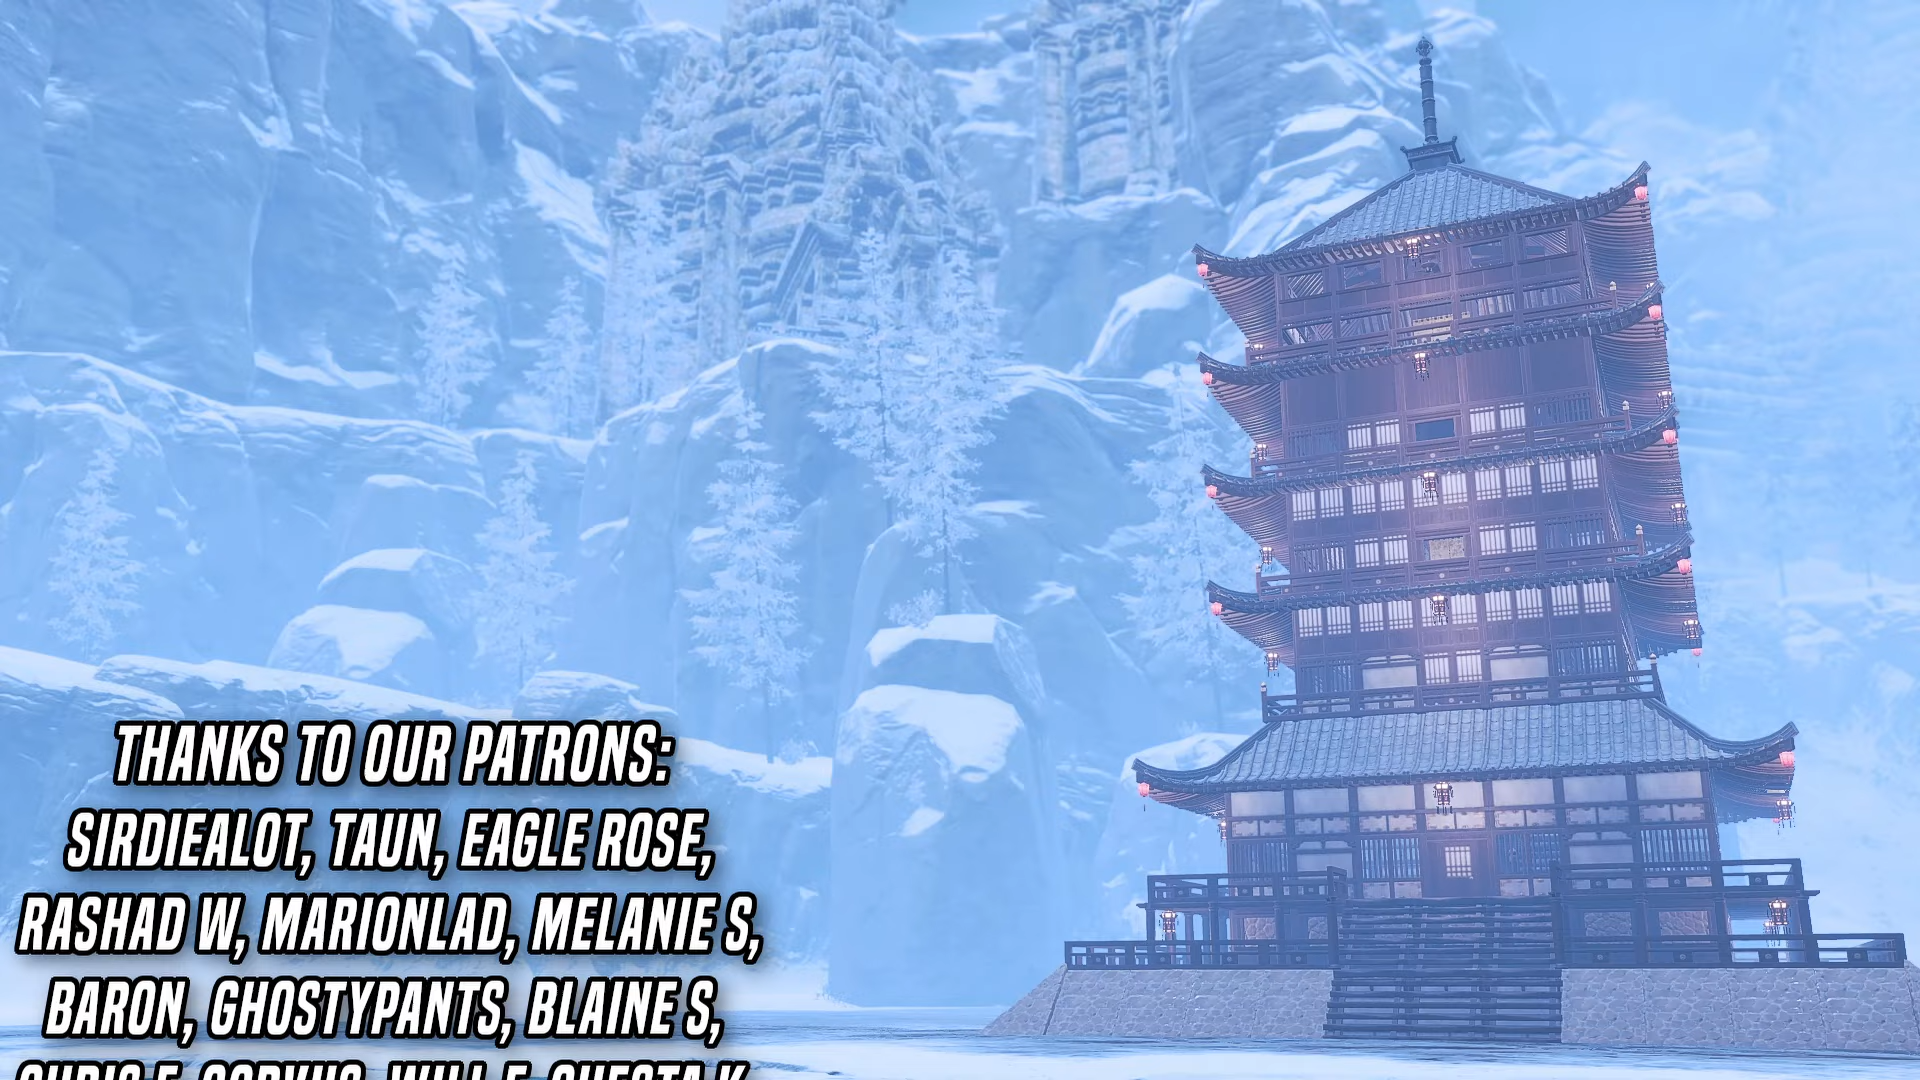 THANKS TO OUR PATRONS:
SIRDIEALOT, TAUN, EAGLE ROSE,
RASHAD W, MARIONLAD, MELANIE S,
BARON, GHOSTYPANTS, BLAINE S,